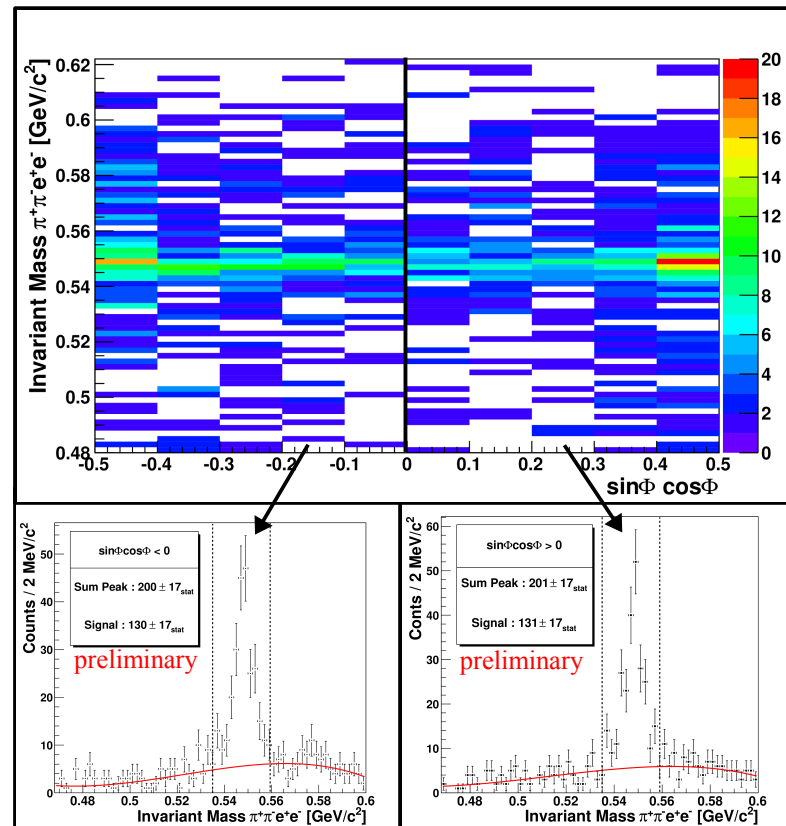 Invariant Mass π⁺π⁻e⁺e⁻ [GeV/c²]
0.62
0.6
0.58
0.56
0.54
0.52
0.5
0.48
-0.5 -0.4 -0.3 -0.2 -0.1 0 0.1 0.2 0.3 0.4 0.5
sinΦ cosΦ
20
18
16
14
12
10
8
6
4
2
0
Counts / 2 MeV/c²
50
40
30
20
10
0
sinΦcosΦ < 0
Sum Peak : 200 ± 17stat
Signal : 130 ± 17stat
preliminary
0.48 0.5 0.52 0.54 0.56 0.58 0.6
Invariant Mass π⁺π⁻e⁺e⁻ [GeV/c²]
Conts / 2 MeV/c²
60
50
40
30
20
10
0
sinΦcosΦ > 0
Sum Peak : 201 ± 17stat
Signal : 131 ± 17stat
preliminary
0.48 0.5 0.52 0.54 0.56 0.58 0.6
Invariant Mass π⁺π⁻e⁺e⁻ [GeV/c²]